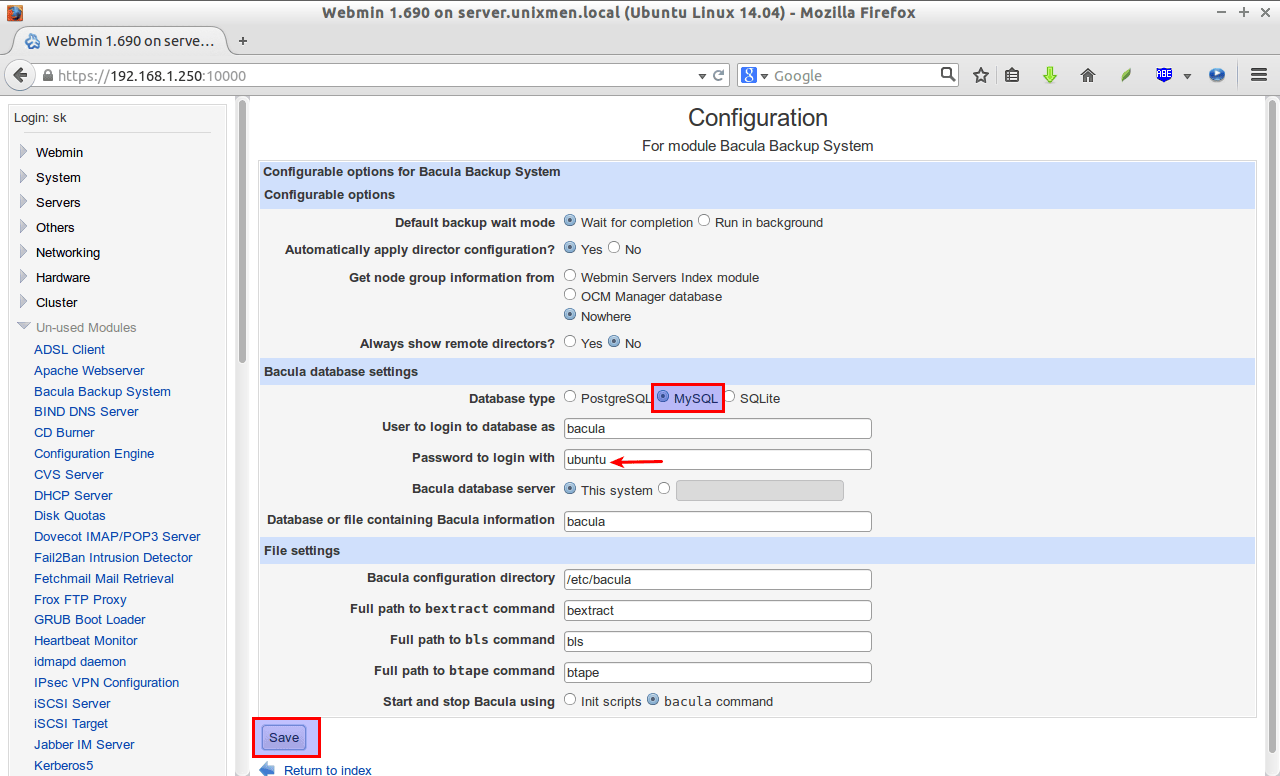 Webmin 1.690 on server.unixmen.local (Ubuntu Linux 14.04) - Mozilla Firefox
Webmin 1.690 on serve...
https://192.168.1.250:10000
Google
ABE
Login: sk
Webmin
System
Servers
Others
Networking
Hardware
Cluster
Un-used Modules
ADSL Client
Apache Webserver
Bacula Backup System
BIND DNS Server
CD Burner
Configuration Engine
CVS Server
DHCP Server
Disk Quotas
Dovecot IMAP/POP3 Server
Fail2Ban Intrusion Detector
Fetchmail Mail Retrieval
Frox FTP Proxy
GRUB Boot Loader
Heartbeat Monitor
idmapd daemon
IPsec VPN Configuration
iSCSI Server
iSCSI Target
Jabber IM Server
Kerberos5
Configuration
For module Bacula Backup System
Configurable options for Bacula Backup System
Configurable options
Default backup wait mode Wait for completion Run in background
Automatically apply director configuration? Yes No
Get node group information from Webmin Servers Index module
OCM Manager database
Nowhere
Always show remote directors? Yes No
Bacula database settings
Database type PostgreSQL MySQL SQLite
User to login to database as bacula
Password to login with ubuntu
Bacula database server This system
Database or file containing Bacula information bacula
File settings
Bacula configuration directory /etc/bacula
Full path to bextract command bextract
Full path to bls command bls
Full path to btape command btape
Start and stop Bacula using Init scripts bacula command
Save
Return to index